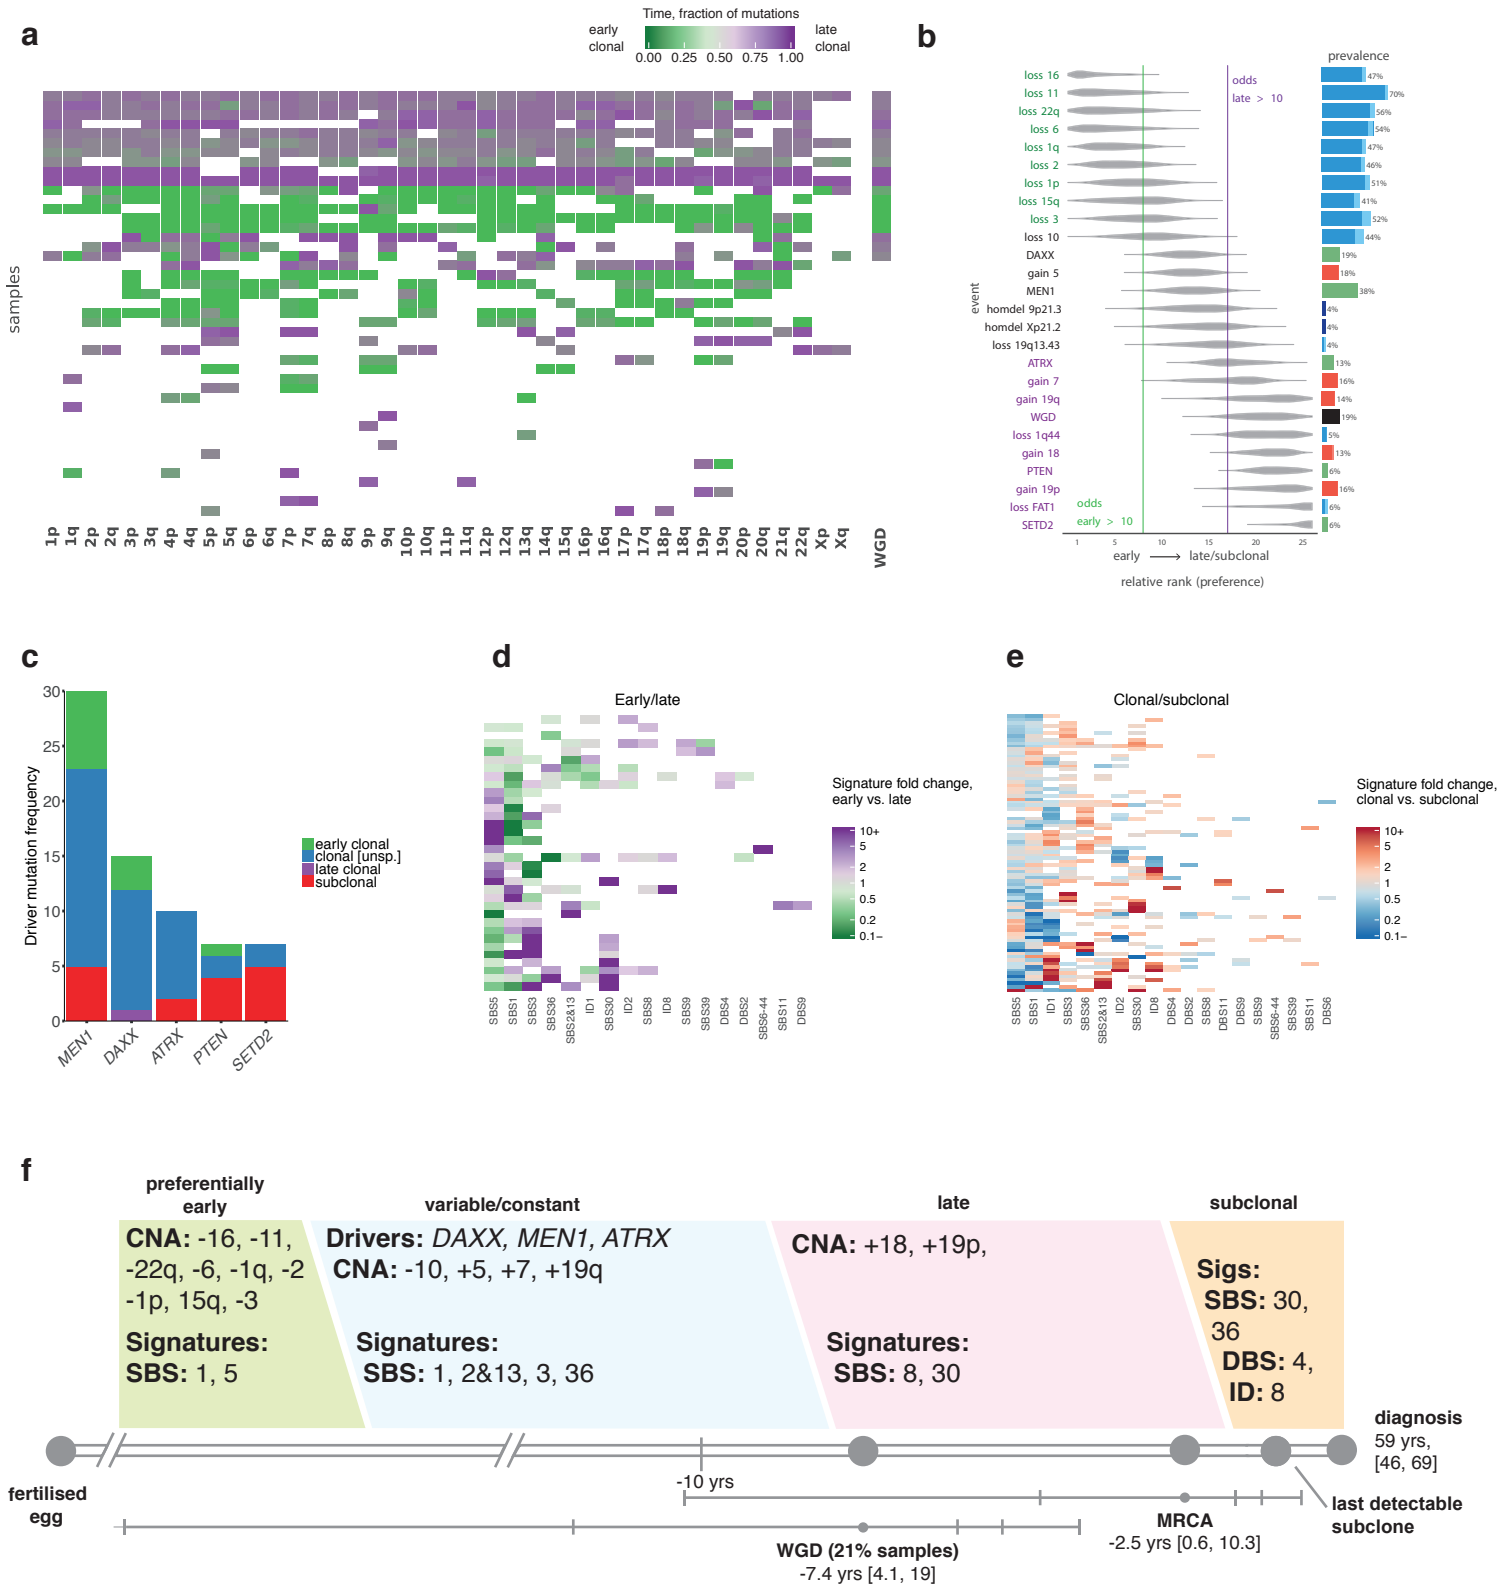 a
Time, fraction of mutations
early
clonal
late
clonal
0.00 0.25 0.50 0.75 1.00
samples
1p 1q 2p 2q 3p 3q 4p 4q 5p 5q 6p 6q 7p 7q 8p 8q 9p 9q 10p 10q 11p 11q 12p 12q 13q 14q 15q 16p 16q 17p 17q 18p 18q 19p 19q 20p 20q 21q 22q Xp Xq WGD
b
prevalence
odds
late > 10
event
loss 16 47%
loss 11 70%
loss 22q 56%
loss 6 54%
loss 1q 47%
loss 2 46%
loss 1p 51%
loss 15q 41%
loss 3 52%
loss 10 44%
DAXX 19%
gain 5 18%
MEN1 38%
homdel 9p21.3 4%
homdel Xp21.2 4%
loss 19q13.43 4%
ATRX 13%
gain 7 16%
gain 19q 14%
WGD 19%
loss 1q44 5%
gain 18 13%
PTEN 6%
gain 19p 16%
loss FAT1 6%
SETD2 6%
odds
early > 10
1 5 10 15 20 25
early → late/subclonal
relative rank (preference)
c
Driver mutation frequency
30
25
20
15
10
5
0
MEN1 DAXX ATRX PTEN SETD2
early clonal
clonal [unsp.]
late clonal
subclonal
d
Early/late
SBS5 SBS1 SBS3 SBS36 SBS2&13 ID1 SBS30 ID2 SBS8 ID8 SBS9 SBS39 DBS4 DBS2 SBS6-44 SBS11 DBS9
Signature fold change,
early vs. late
10+
5
2
1
0.5
0.2
0.1−
e
Clonal/subclonal
SBS5 SBS1 ID1 SBS3 SBS36 SBS2&13 ID2 SBS30 ID8 DBS4 DBS2 SBS8 DBS11 DBS9 SBS9 SBS6-44 SBS39 SBS11 DBS6
Signature fold change,
clonal vs. subclonal
10+
5
2
1
0.5
0.2
0.1−
f
preferentially
early
variable/constant
late
subclonal
CNA: -16, -11,
-22q, -6, -1q, -2
-1p, 15q, -3
Signatures:
SBS: 1, 5
Drivers: DAXX, MEN1, ATRX
CNA: -10, +5, +7, +19q
Signatures:
SBS: 1, 2&13, 3, 36
CNA: +18, +19p,
Signatures:
SBS: 8, 30
Sigs:
SBS: 30,
36
DBS: 4,
ID: 8
diagnosis
59 yrs,
[46, 69]
fertilised
egg
-10 yrs
last detectable
subclone
MRCA
-2.5 yrs [0.6, 10.3]
WGD (21% samples)
-7.4 yrs [4.1, 19]